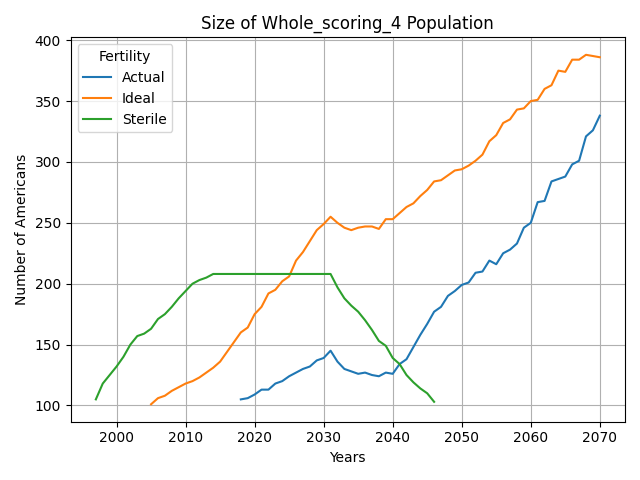 Size of Whole_scoring_4 Population
Number of Americans
400
350
300
250
200
150
100
Fertility
Actual
Ideal
Sterile
2000 2010 2020 2030 2040 2050 2060 2070
Years